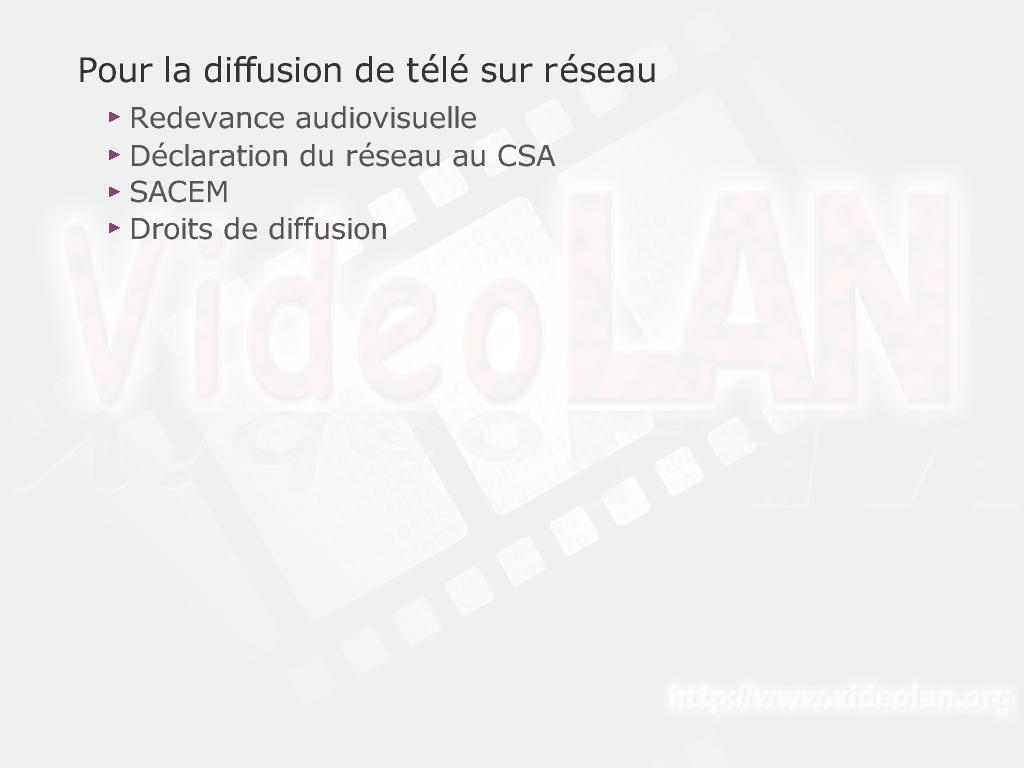 Pour la diffusion de télé sur réseau
Redevance audiovisuelle
Déclaration du réseau au CSA
SACEM
Droits de diffusion
VideoLAN
http://www.videolan.org